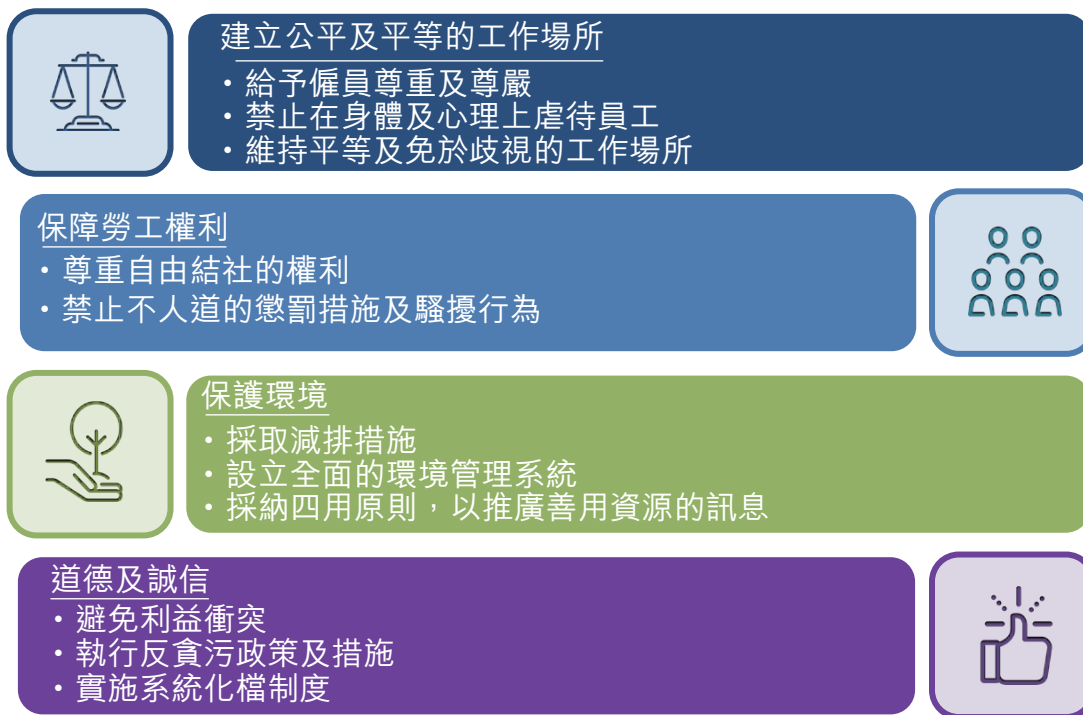 建立公平及平等的工作場所
・給予僱員尊重及尊嚴
・禁止在身體及心理上虐待員工
・維持平等及免於歧視的工作場所
保障勞工權利
・尊重自由結社的權利
・禁止不人道的懲罰措施及騷擾行為
保護環境
・採取減排措施
・設立全面的環境管理系統
・採納四用原則，以推廣善用資源的訊息
道德及誠信
・避免利益衝突
・執行反貪污政策及措施
・實施系統化檔制度